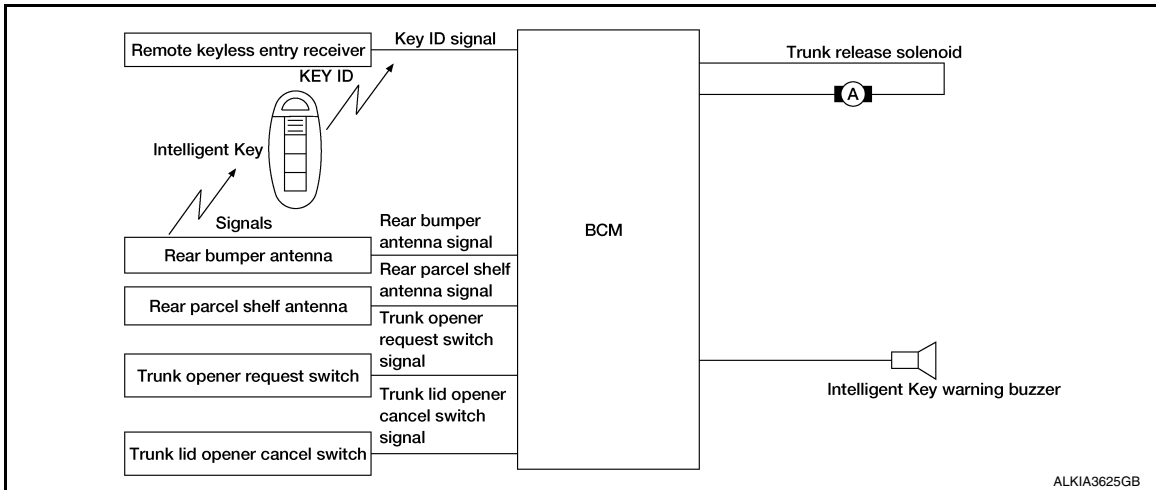 Remote keyless entry receiver
Key ID signal
KEY ID
Intelligent Key
Signals
Rear bumper
antenna signal
Rear bumper antenna
Rear parcel shelf
antenna signal
Rear parcel shelf antenna
Trunk opener
request switch
signal
Trunk opener request switch
Trunk lid opener
cancel switch
signal
Trunk lid opener cancel switch
BCM
Trunk release solenoid
A
Intelligent Key warning buzzer
ALKIA3625GB